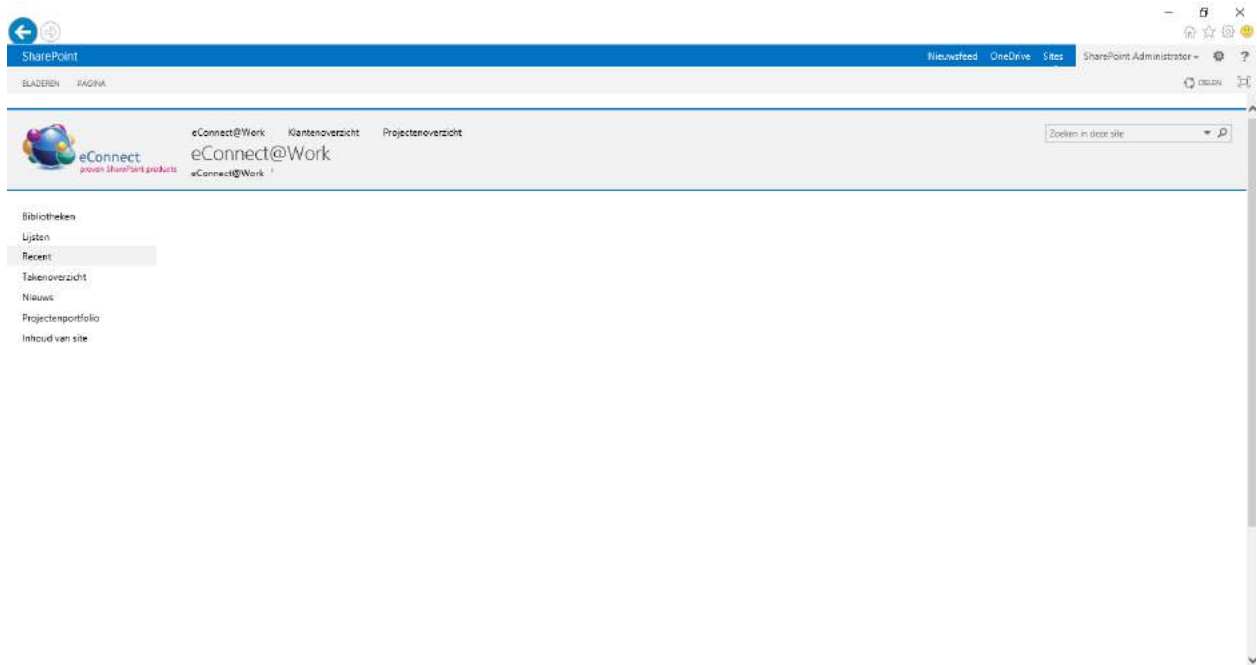 SharePoint
Nieuwsfeed OneDrive Sites SharePoint Administrator ?
BLADEREN PAGINA DELEN
eConnect
proven SharePoint products
eConnect@Work Klantenoverzicht Projectenoverzicht
eConnect@Work
eConnect@Work
Zoeken in deze site
Bibliotheken
Lijsten
Recent
Takenoverzicht
Nieuws
Projectenportfolio
Inhoud van site